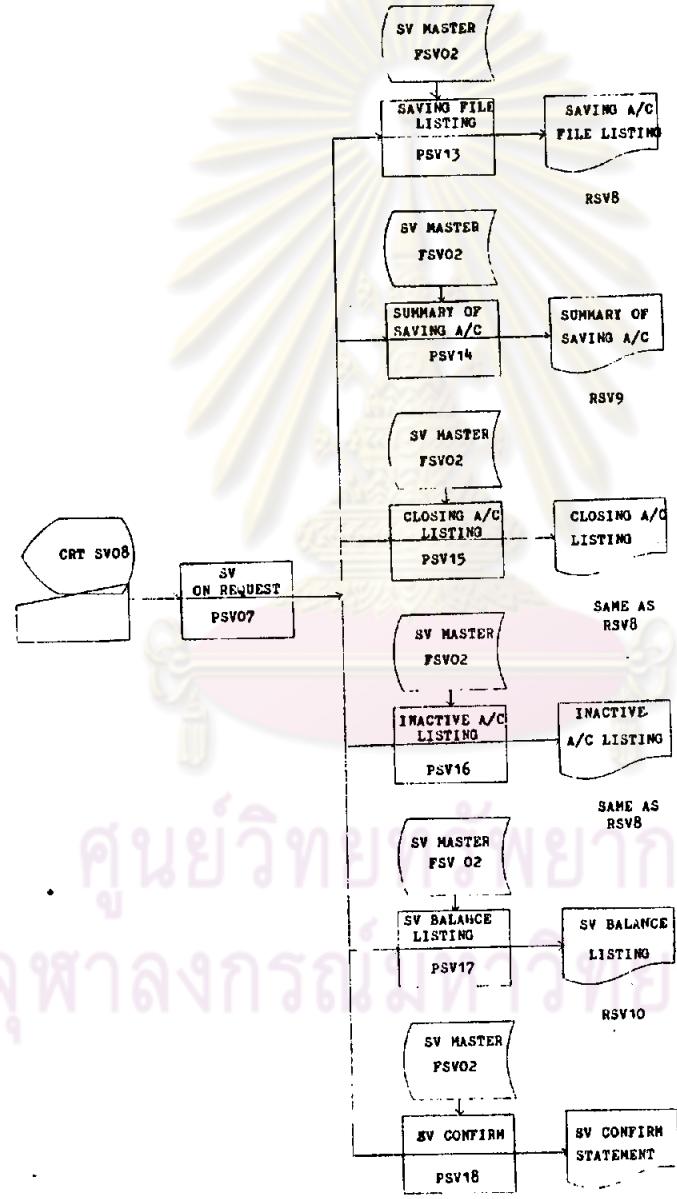 SV MASTER
FSV02
SAVING FILE
LISTING
PSV13
SAVING A/C
FILE LISTING
RSV8
SV MASTER
FSV02
SUMMARY OF
SAVING A/C
PSV14
SUMMARY OF
SAVING A/C
RSV9
SV MASTER
FSV02
CLOSING A/C
LISTING
PSV15
CLOSING A/C
LISTING
SAME AS
RSV8
CRT SV08
SV
ON REQUEST
PSV07
SV MASTER
FSV02
INACTIVE A/C
LISTING
PSV16
INACTIVE
A/C LISTING
SAME AS
RSV8
SV MASTER
FSV 02
SV BALANCE
LISTING
PSV17
SV BALANCE
LISTING
RSV10
SV MASTER
FSV02
SV CONFIRM
PSV18
SV CONFIRM
STATEMENT
ศูนย์วิทยทรัพยาก
จุฬาลงกรณ์มหาวิทย